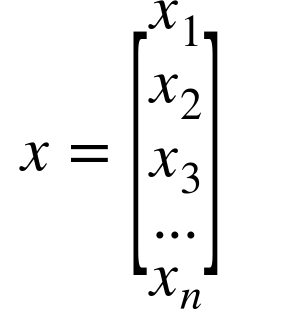 x = [
x₁
x₂
x₃
...
xₙ
]